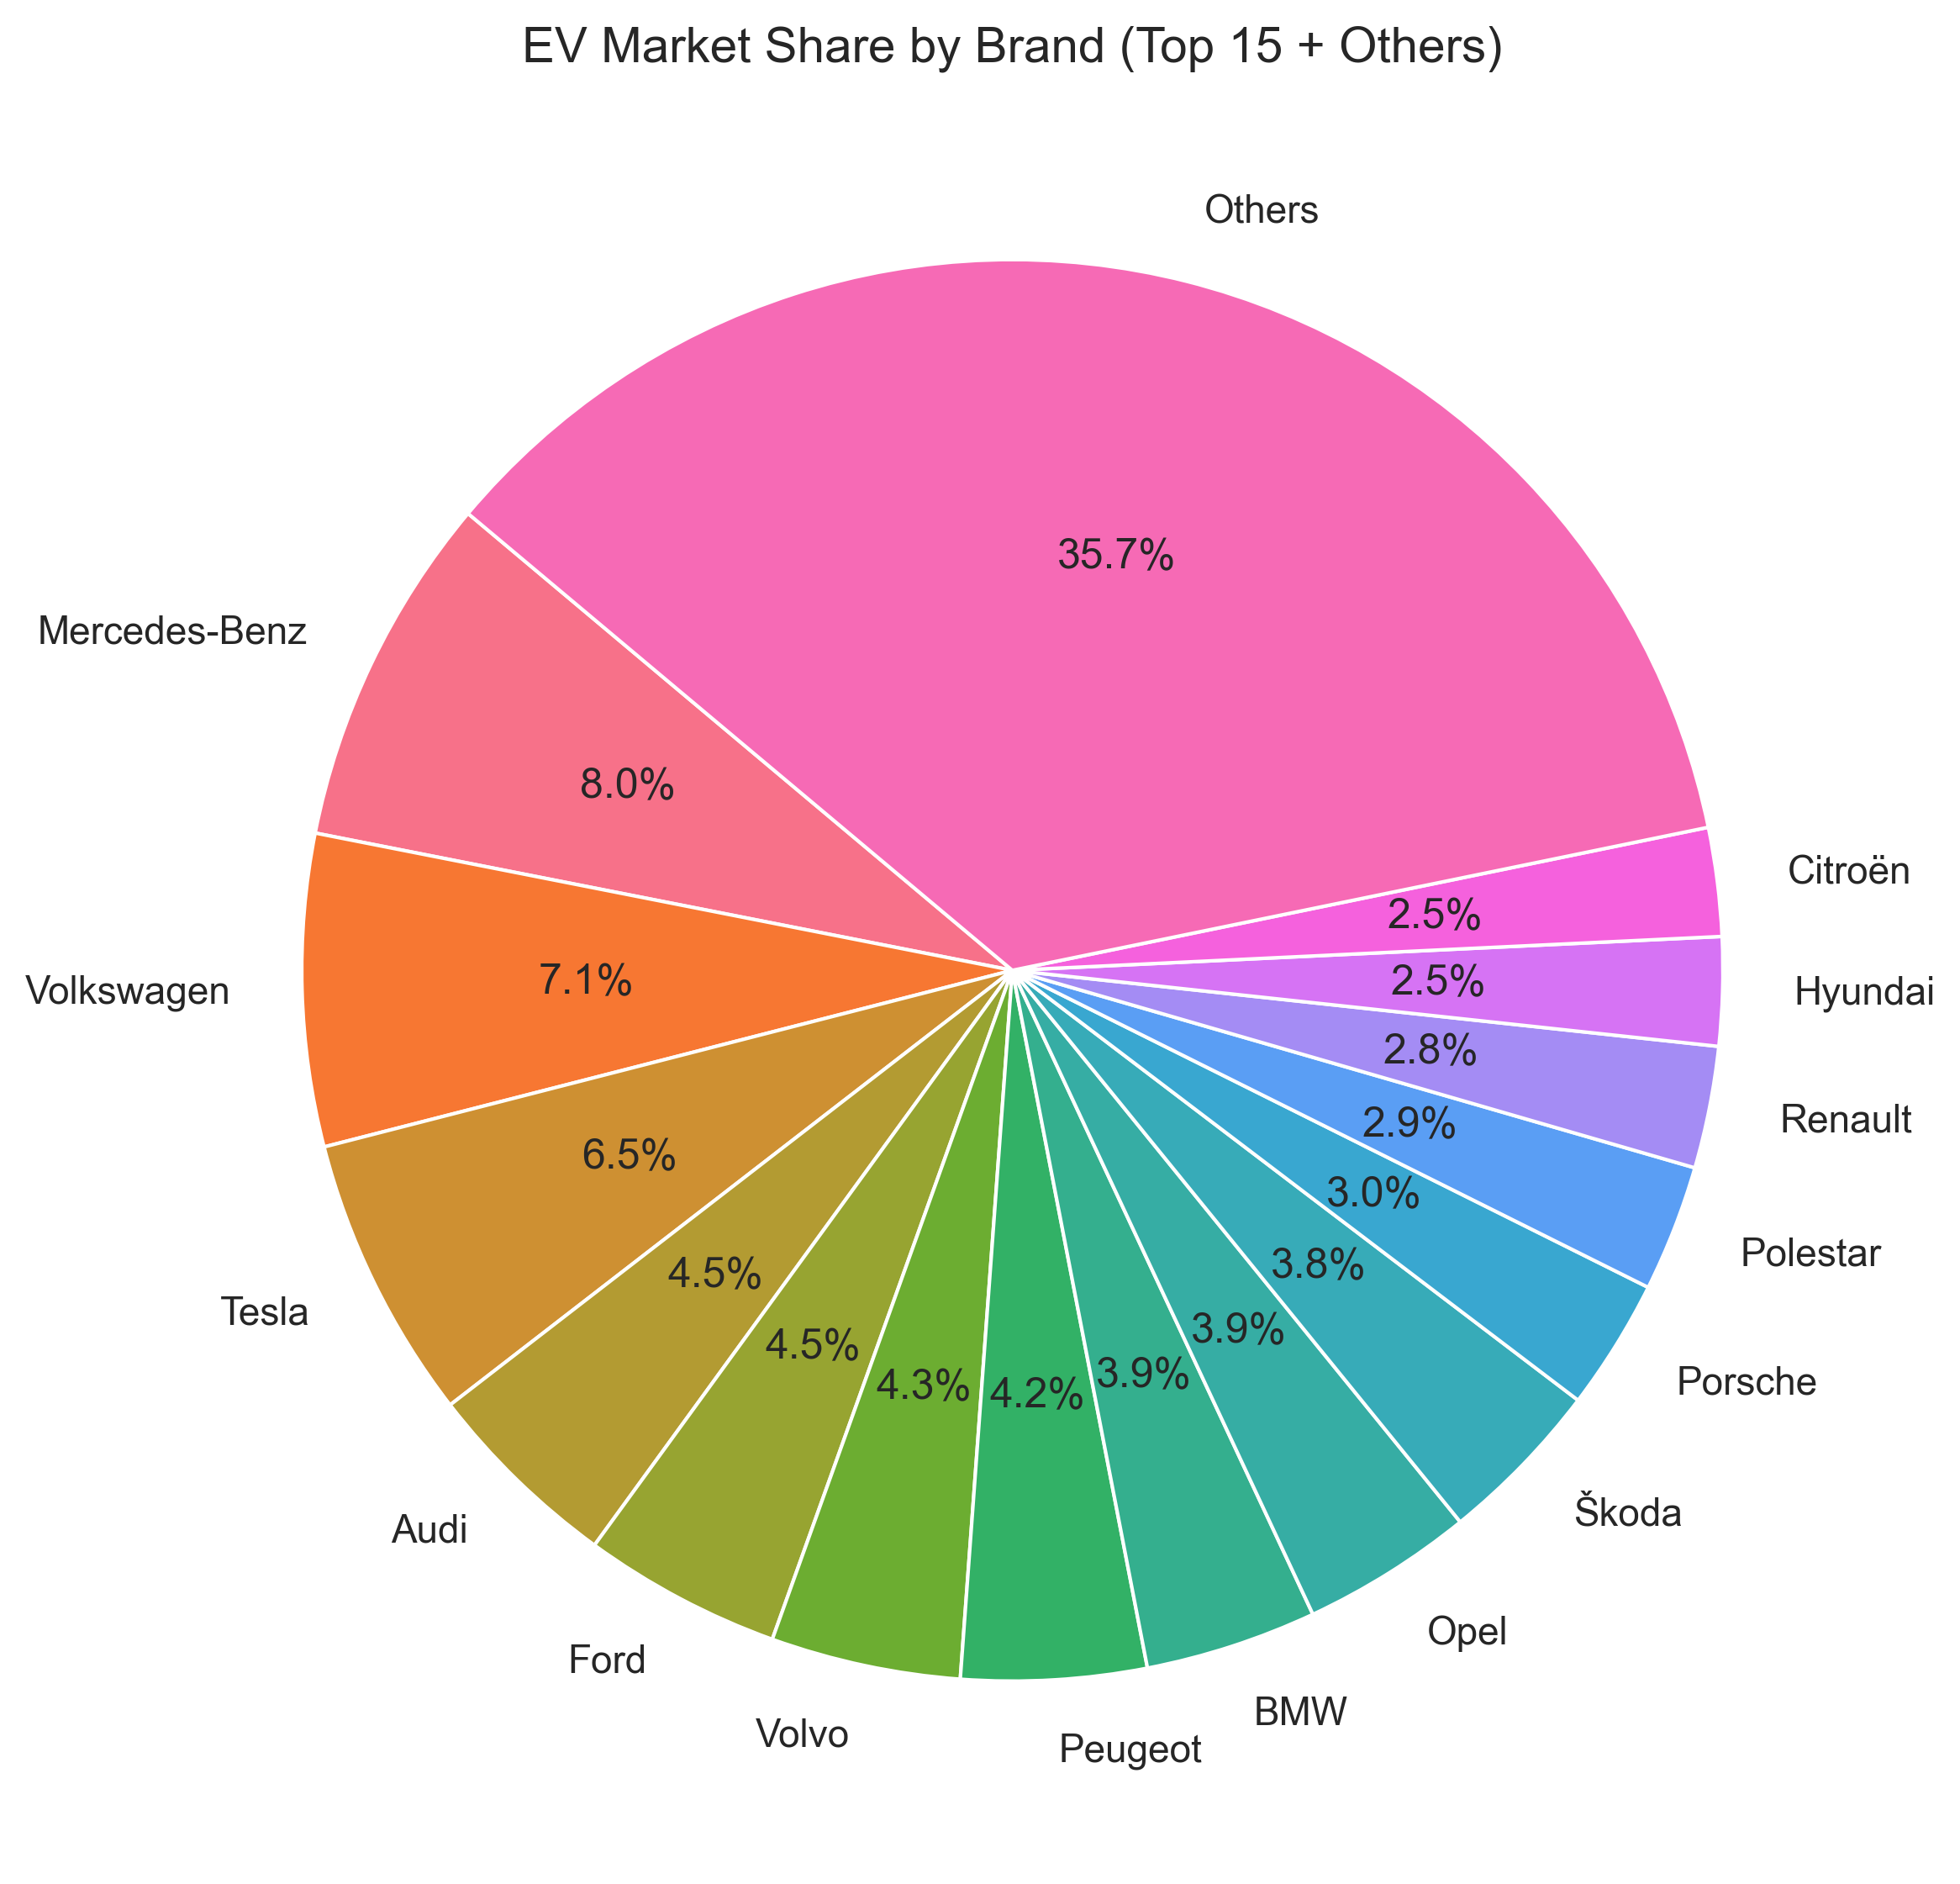 EV Market Share by Brand (Top 15 + Others)
Others
35.7%
Mercedes-Benz
8.0%
Volkswagen
7.1%
Tesla
6.5%
Audi
4.5%
Ford
4.5%
Volvo
4.3%
Peugeot
4.2%
BMW
3.9%
Opel
3.9%
Škoda
3.8%
Porsche
3.0%
Polestar
2.9%
Renault
2.8%
Hyundai
2.5%
Citroën
2.5%